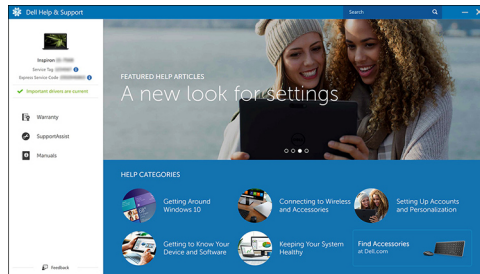 Dell Help & Support
Search
Inspiron
Service Tag
Express Service Code
Important drivers are current
Warranty
SupportAssist
Manuals
Feedback
FEATURED HELP ARTICLES
A new look for settings
HELP CATEGORIES
Getting Around
Windows 10
Connecting to Wireless
and Accessories
Setting Up Accounts
and Personalization
Getting to Know Your
Device and Software
Keeping Your System
Healthy
Find Accessories
at Dell.com